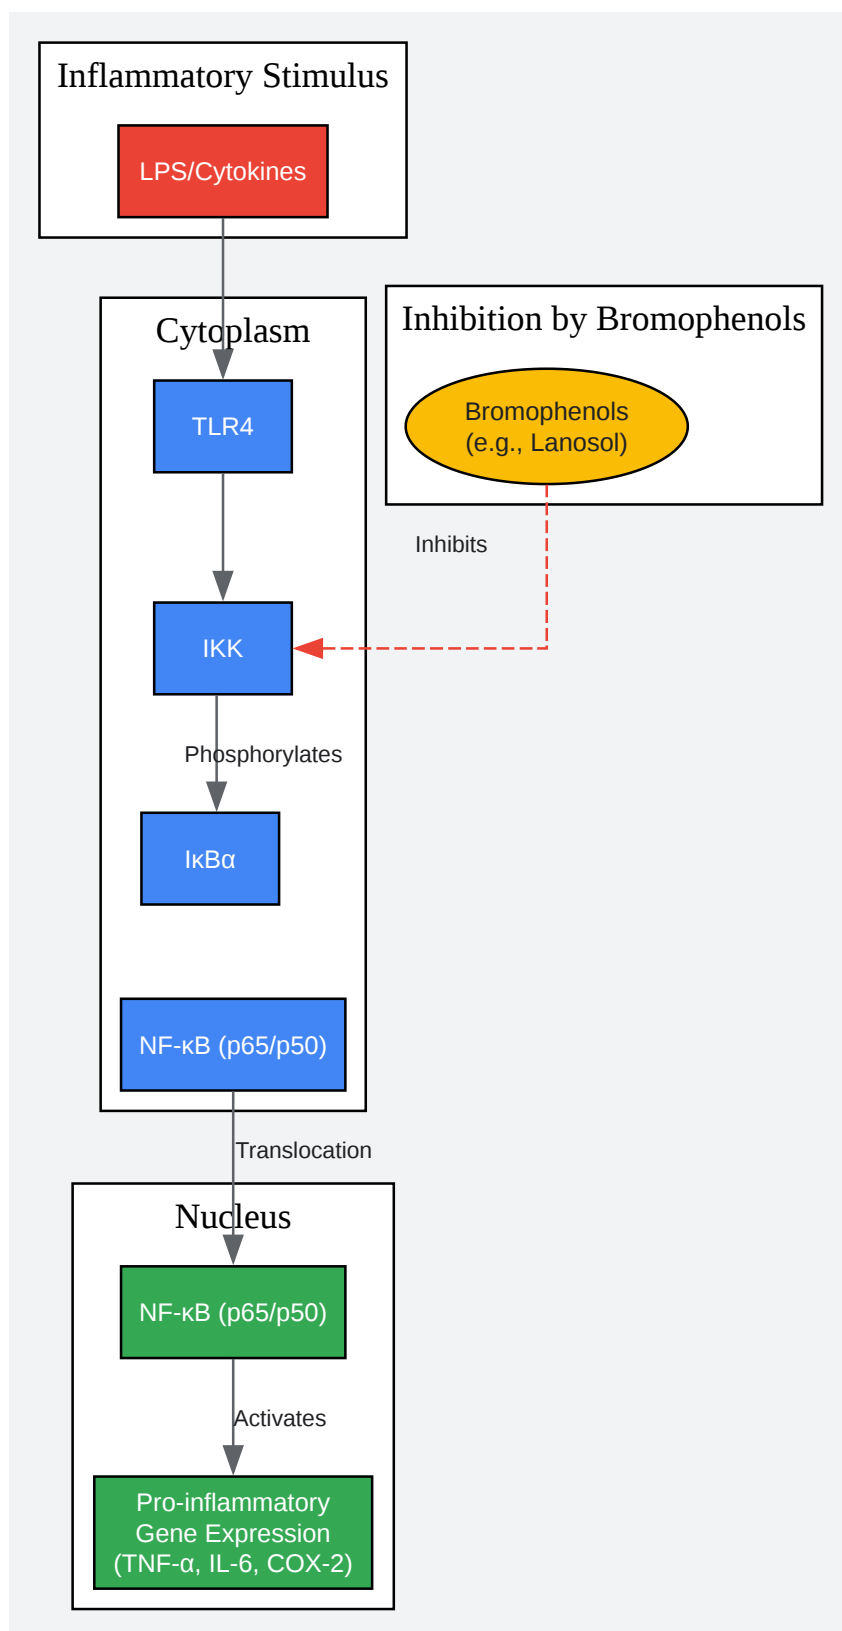 Inflammatory Stimulus
LPS/Cytokines
Cytoplasm
TLR4
Inhibition by Bromophenols
Bromophenols
(e.g., Lanosol)
Inhibits
IKK
Phosphorylates
IκBα
NF-κB (p65/p50)
Translocation
Nucleus
NF-κB (p65/p50)
Activates
Pro-inflammatory
Gene Expression
(TNF-α, IL-6, COX-2)